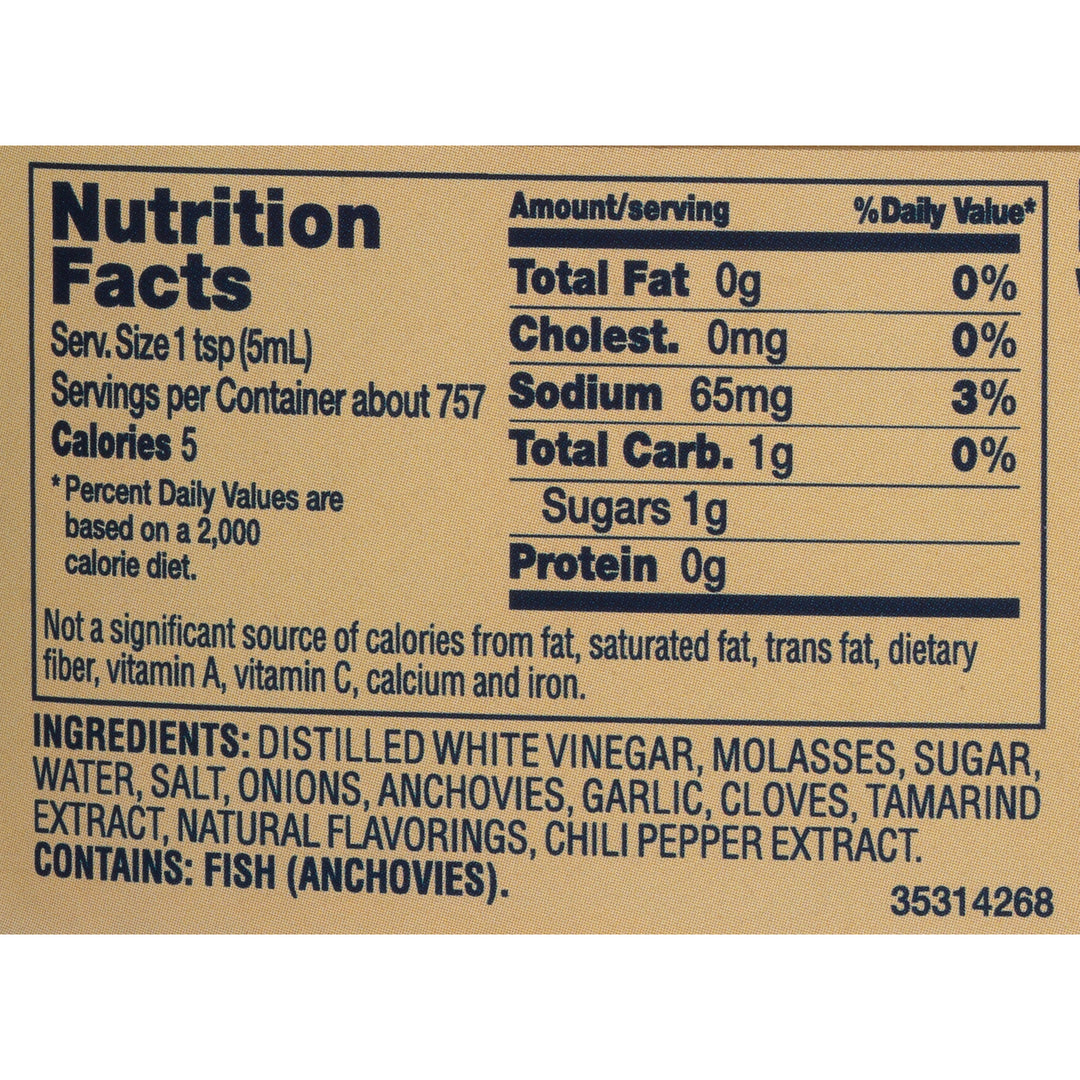 Nutrition
Facts
Serv. Size 1 tsp (5mL)
Servings per Container about 757
Calories 5
* Percent Daily Values are
based on a 2,000
calorie diet.
Amount/serving %Daily Value*
Total Fat 0g 0%
Cholest. 0mg 0%
Sodium 65mg 3%
Total Carb. 1g 0%
Sugars 1g
Protein 0g
Not a significant source of calories from fat, saturated fat, trans fat, dietary
fiber, vitamin A, vitamin C, calcium and iron.
INGREDIENTS: DISTILLED WHITE VINEGAR, MOLASSES, SUGAR,
WATER, SALT, ONIONS, ANCHOVIES, GARLIC, CLOVES, TAMARIND
EXTRACT, NATURAL FLAVORINGS, CHILI PEPPER EXTRACT.
CONTAINS: FISH (ANCHOVIES).
35314268